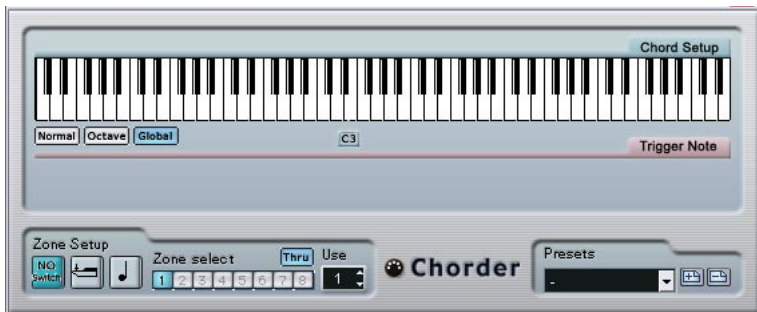 Chord Setup
Normal Octave Global
C3
Trigger Note
Zone Setup
NO Switch
Zone select Thru Use
1 2 3 4 5 6 7 8 1
Chorder
Presets
-